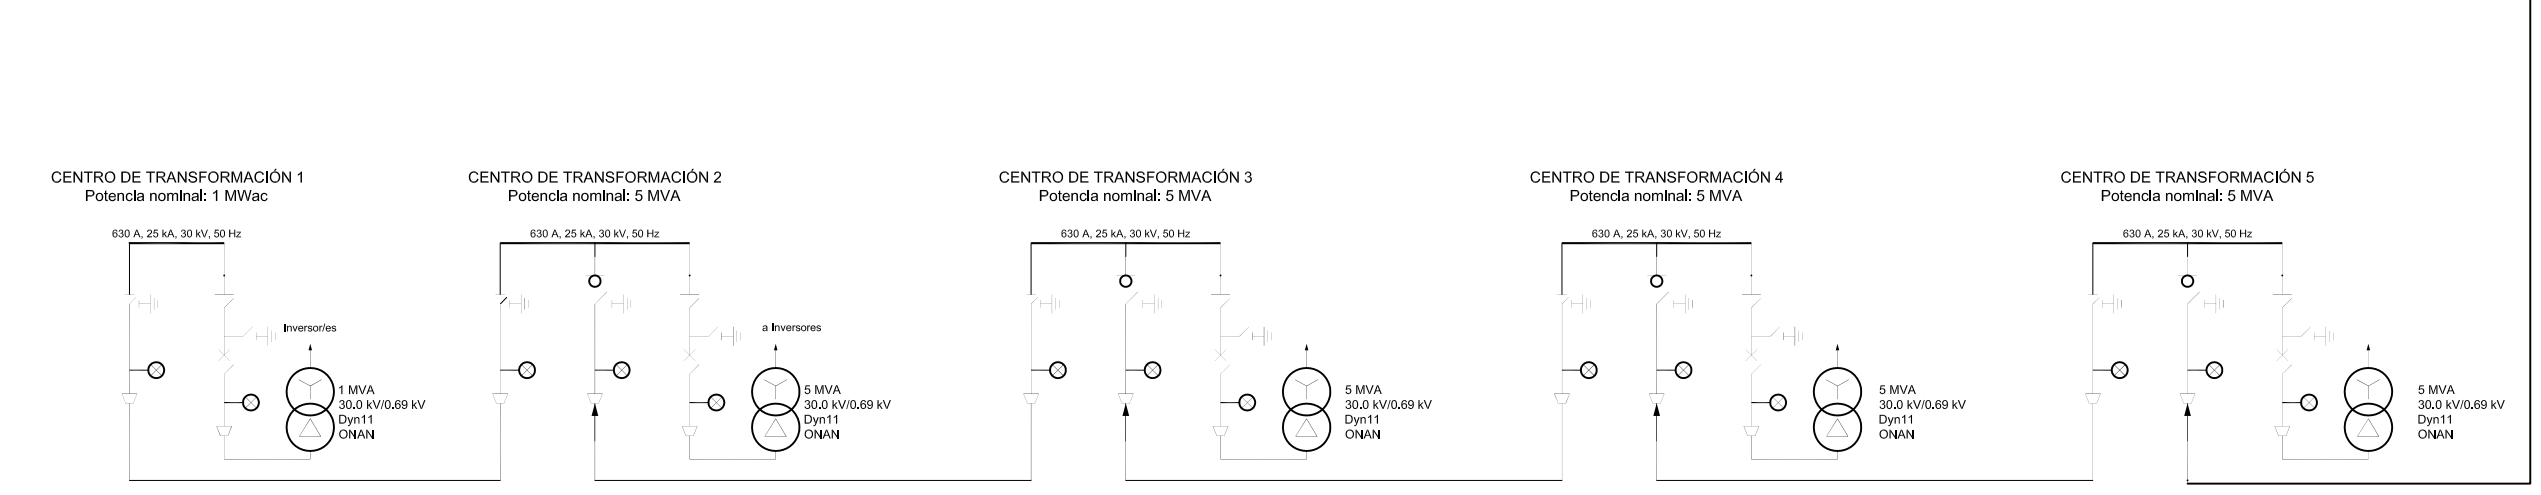 CENTRO DE TRANSFORMACIÓN 1
Potencia nominal: 1 MWac
630 A, 25 kA, 30 kV, 50 Hz
Inversor/es
1 MVA
30.0 kV/0.69 kV
Dyn11
ONAN
CENTRO DE TRANSFORMACIÓN 2
Potencia nominal: 5 MVA
630 A, 25 kA, 30 kV, 50 Hz
a Inversores
5 MVA
30.0 kV/0.69 kV
Dyn11
ONAN
CENTRO DE TRANSFORMACIÓN 3
Potencia nominal: 5 MVA
630 A, 25 kA, 30 kV, 50 Hz
5 MVA
30.0 kV/0.69 kV
Dyn11
ONAN
CENTRO DE TRANSFORMACIÓN 4
Potencia nominal: 5 MVA
630 A, 25 kA, 30 kV, 50 Hz
5 MVA
30.0 kV/0.69 kV
Dyn11
ONAN
CENTRO DE TRANSFORMACIÓN 5
Potencia nominal: 5 MVA
630 A, 25 kA, 30 kV, 50 Hz
5 MVA
30.0 kV/0.69 kV
Dyn11
ONAN